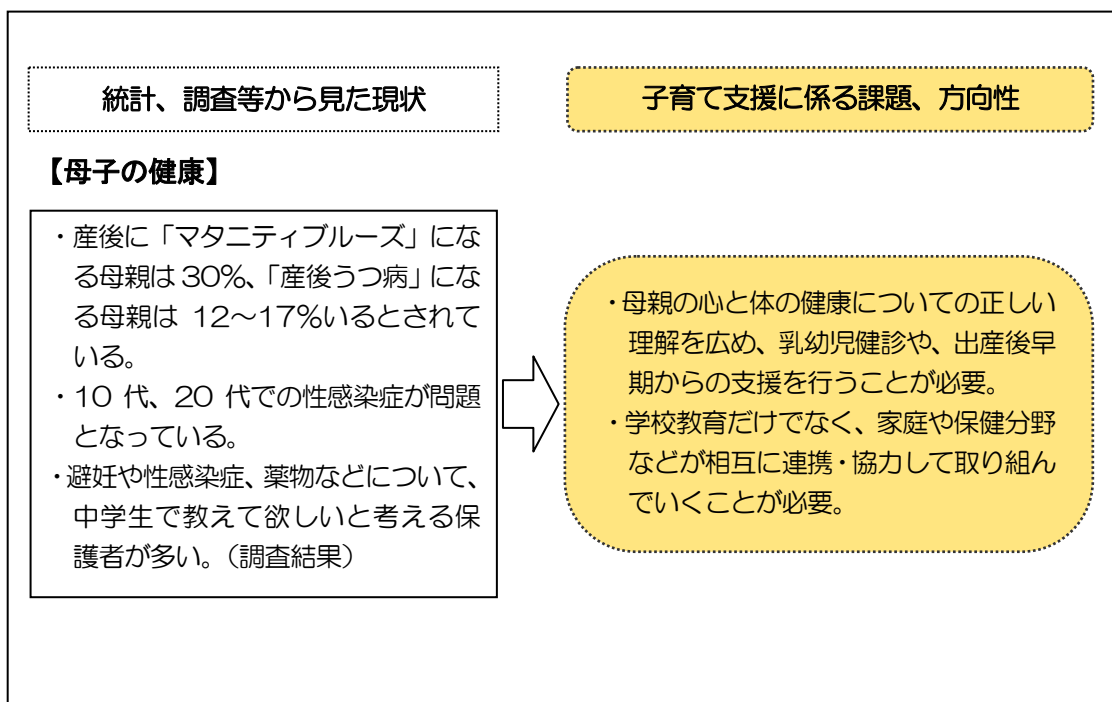 統計、調査等から見た現状
子育て支援に係る課題、方向性
【母子の健康】
・産後に「マタニティブルーズ」にな
る母親は 30%、「産後うつ病」にな
る母親は 12～17%いるとされて
いる。
・10 代、20 代での性感染症が問題
となっている。
・避妊や性感染症、薬物などについて、
中学生で教えて欲しいと考える保
護者が多い。（調査結果）
・母親の心と体の健康についての正しい
理解を広め、乳幼児健診や、出産後早
期からの支援を行うことが必要。
・学校教育だけでなく、家庭や保健分野
などが相互に連携・協力して取り組ん
でいくことが必要。